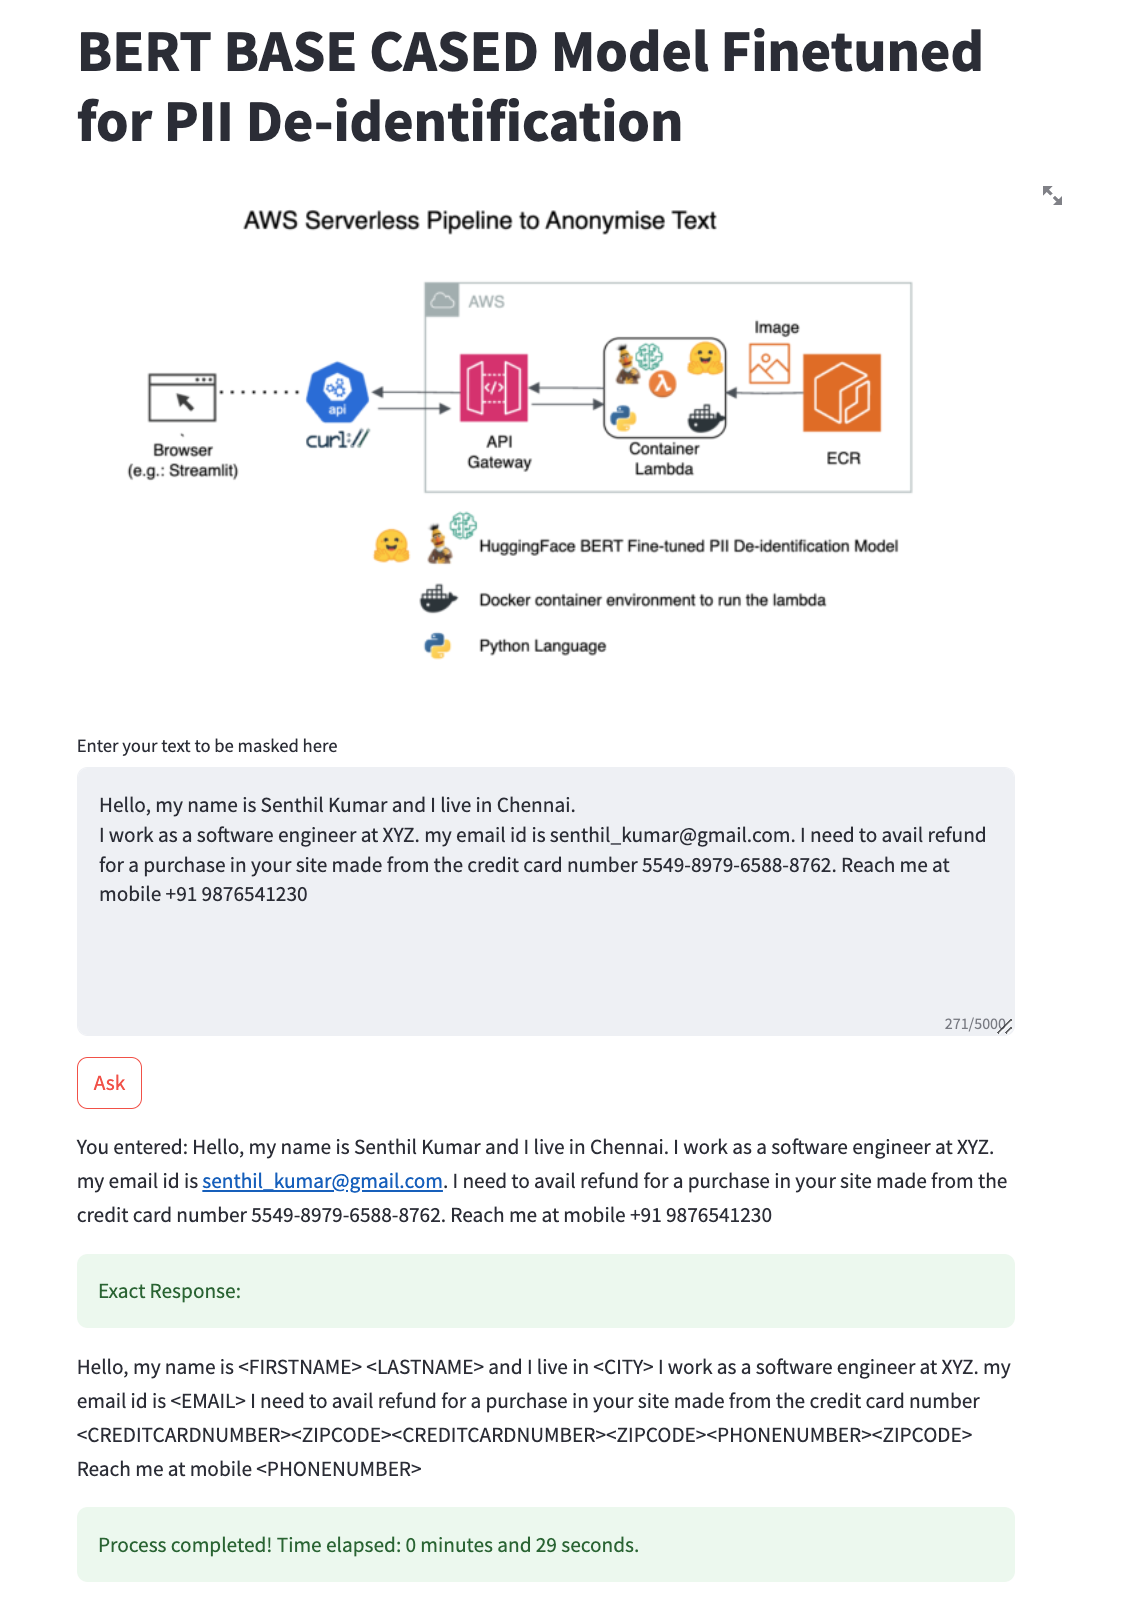 BERT BASE CASED Model Finetuned
for PII De-identification
AWS Serverless Pipeline to Anonymise Text
AWS
Image
api
curl://
Browser
(e.g.: Streamlit)
API
Gateway
Container
Lambda
ECR
HuggingFace BERT Fine-tuned PII De-identification Model
Docker container environment to run the lambda
Python Language
Enter your text to be masked here
Hello, my name is Senthil Kumar and I live in Chennai.
I work as a software engineer at XYZ. my email id is senthil_kumar@gmail.com. I need to avail refund
for a purchase in your site made from the credit card number 5549-8979-6588-8762. Reach me at
mobile +91 9876541230
271/5000
Ask
You entered: Hello, my name is Senthil Kumar and I live in Chennai. I work as a software engineer at XYZ.
my email id is senthil_kumar@gmail.com. I need to avail refund for a purchase in your site made from the
credit card number 5549-8979-6588-8762. Reach me at mobile +91 9876541230
Exact Response:
Hello, my name is <FIRSTNAME> <LASTNAME> and I live in <CITY> I work as a software engineer at XYZ. my
email id is <EMAIL> I need to avail refund for a purchase in your site made from the credit card number
<CREDITCARDNUMBER><ZIPCODE><CREDITCARDNUMBER><ZIPCODE><PHONENUMBER><ZIPCODE>
Reach me at mobile <PHONENUMBER>
Process completed! Time elapsed: 0 minutes and 29 seconds.